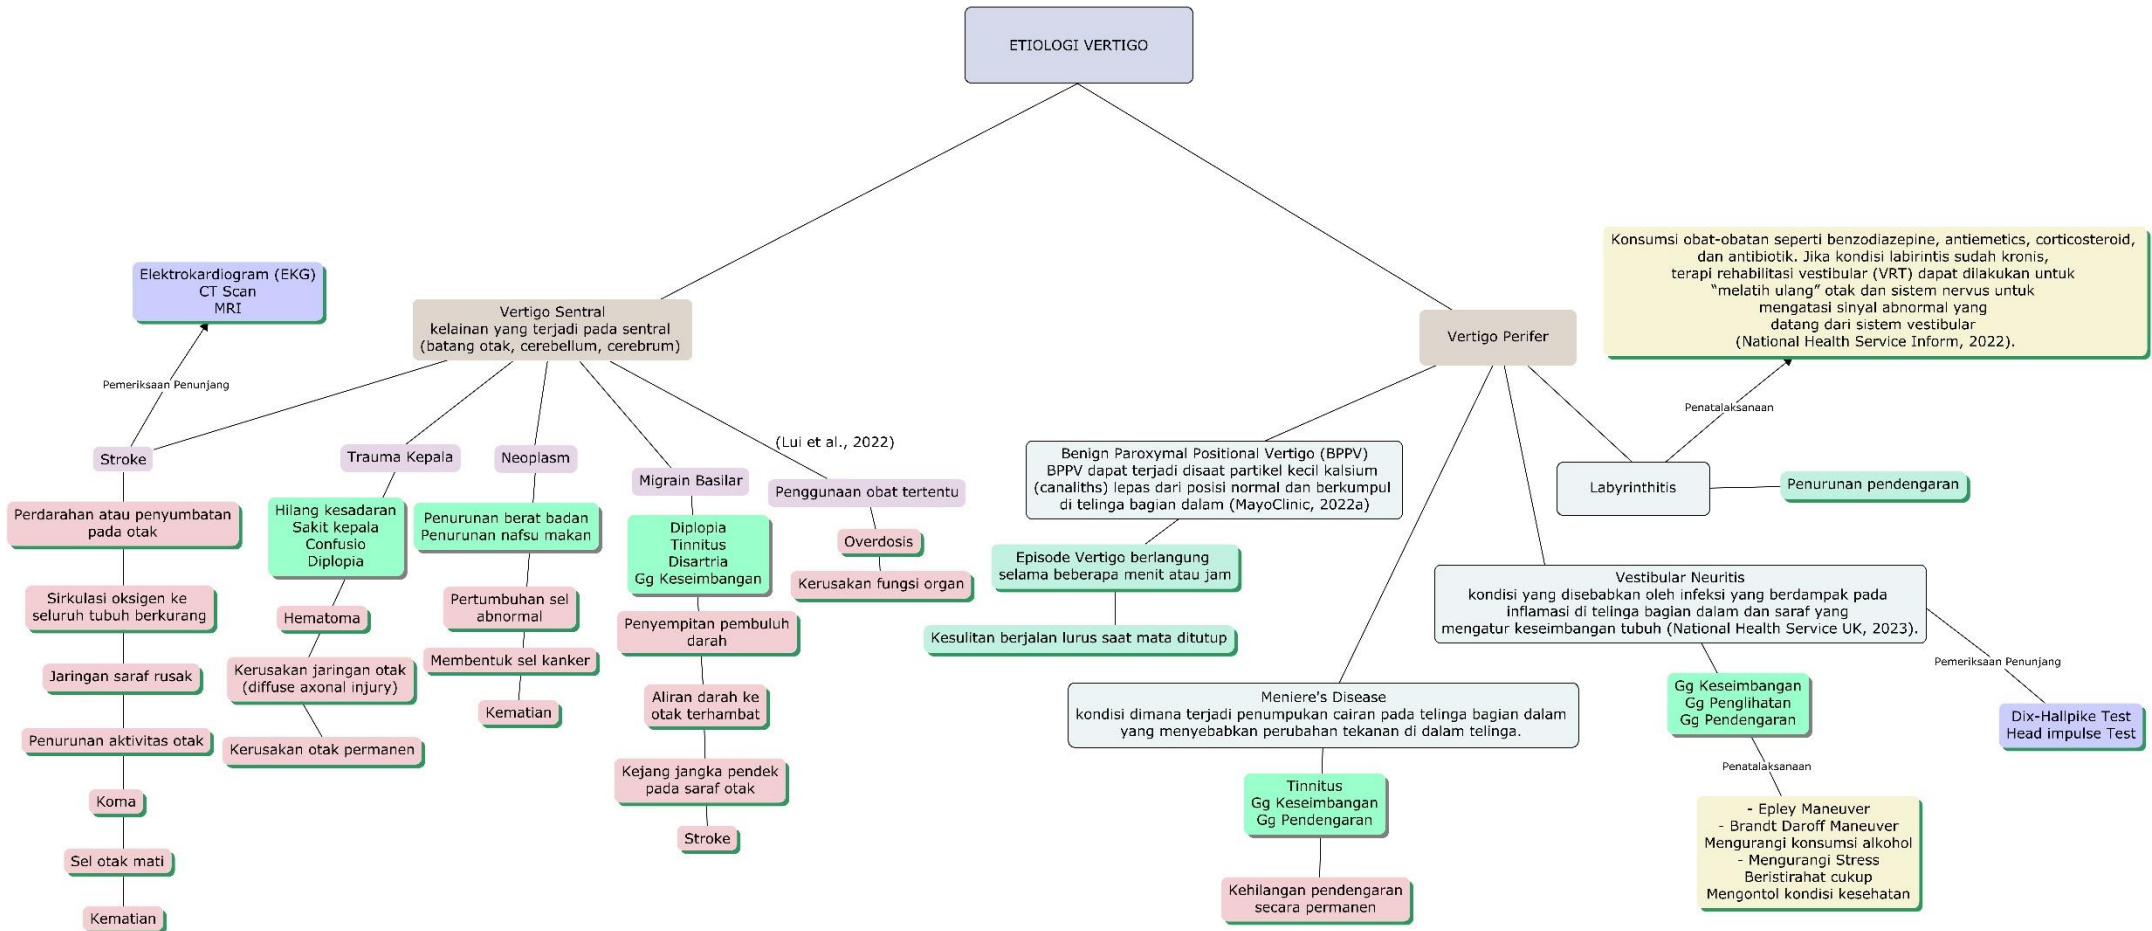 ETIOLOGI VERTIGO
Vertigo Sentral
kelainan yang terjadi pada sentral
(batang otak, cerebellum, cerebrum)
Elektrokardiogram (EKG)
CT Scan
MRI
Pemeriksaan Penunjang
Stroke
Perdarahan atau penyumbatan
pada otak
Sirkulasi oksigen ke
seluruh tubuh berkurang
Jaringan saraf rusak
Penurunan aktivitas otak
Koma
Sel otak mati
Kematian
Trauma Kepala
Hilang kesadaran
Sakit kepala
Confusio
Diplopia
Hematoma
Kerusakan jaringan otak
(diffuse axonal injury)
Kerusakan otak permanen
Neoplasm
Penurunan berat badan
Penurunan nafsu makan
Pertumbuhan sel
abnormal
Membentuk sel kanker
Kematian
Migrain Basilar
Diplopia
Tinnitus
Disartria
Gg Keseimbangan
Penyempitan pembuluh
darah
Aliran darah ke
otak terhambat
Kejang jangka pendek
pada saraf otak
Stroke
(Lui et al., 2022)
Penggunaan obat tertentu
Overdosis
Kerusakan fungsi organ
Vertigo Perifer
Benign Paroxymal Positional Vertigo (BPPV)
BPPV dapat terjadi disaat partikel kecil kalsium
(canaliths) lepas dari posisi normal dan berkumpul
di telinga bagian dalam (MayoClinic, 2022a)
Episode Vertigo berlangung
selama beberapa menit atau jam
Kesulitan berjalan lurus saat mata ditutup
Meniere's Disease
kondisi dimana terjadi penumpukan cairan pada telinga bagian dalam
yang menyebabkan perubahan tekanan di dalam telinga.
Tinnitus
Gg Keseimbangan
Gg Pendengaran
Kehilangan pendengaran
secara permanen
Vestibular Neuritis
kondisi yang disebabkan oleh infeksi yang berdampak pada
inflamasi di telinga bagian dalam dan saraf yang
mengatur keseimbangan tubuh (National Health Service UK, 2023).
Gg Keseimbangan
Gg Penglihatan
Gg Pendengaran
Penatalaksanaan
- Epley Maneuver
- Brandt Daroff Maneuver
Mengurangi konsumsi alkohol
- Mengurangi Stress
Beristirahat cukup
Mengontol kondisi kesehatan
Pemeriksaan Penunjang
Dix-Hallpike Test
Head impulse Test
Labyrinthitis
Penurunan pendengaran
Penatalaksanaan
Konsumsi obat-obatan seperti benzodiazepine, antiemetics, corticosteroid,
dan antibiotik. Jika kondisi labirintis sudah kronis,
terapi rehabilitasi vestibular (VRT) dapat dilakukan untuk
“melatih ulang” otak dan sistem nervus untuk
mengatasi sinyal abnormal yang
datang dari sistem vestibular
(National Health Service Inform, 2022).